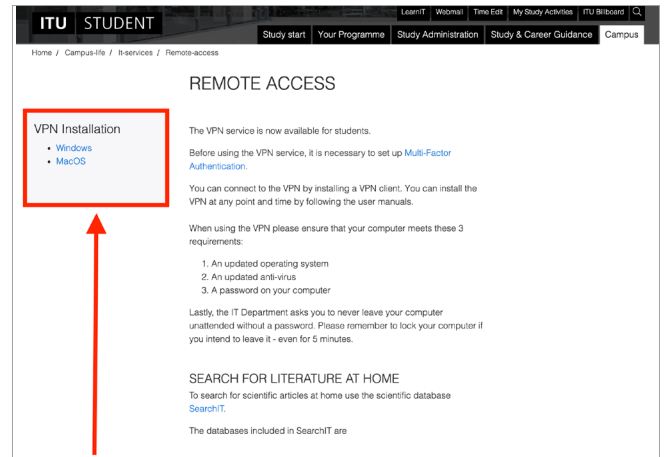 ITU STUDENT
LearnIT Webmail Time Edit My Study Activities ITU Billboard
Study start Your Programme Study Administration Study & Career Guidance Campus
Home / Campus-life / It-services / Remote-access
REMOTE ACCESS
VPN Installation
• Windows
• MacOS
The VPN service is now available for students.
Before using the VPN service, it is necessary to set up Multi-Factor
Authentication.
You can connect to the VPN by installing a VPN client. You can install the
VPN at any point and time by following the user manuals.
When using the VPN please ensure that your computer meets these 3
requirements:
1. An updated operating system
2. An updated anti-virus
3. A password on your computer
Lastly, the IT Department asks you to never leave your computer
unattended without a password. Please remember to lock your computer if
you intend to leave it - even for 5 minutes.
SEARCH FOR LITERATURE AT HOME
To search for scientific articles at home use the scientific database
SearchIT.
The databases included in SearchIT are